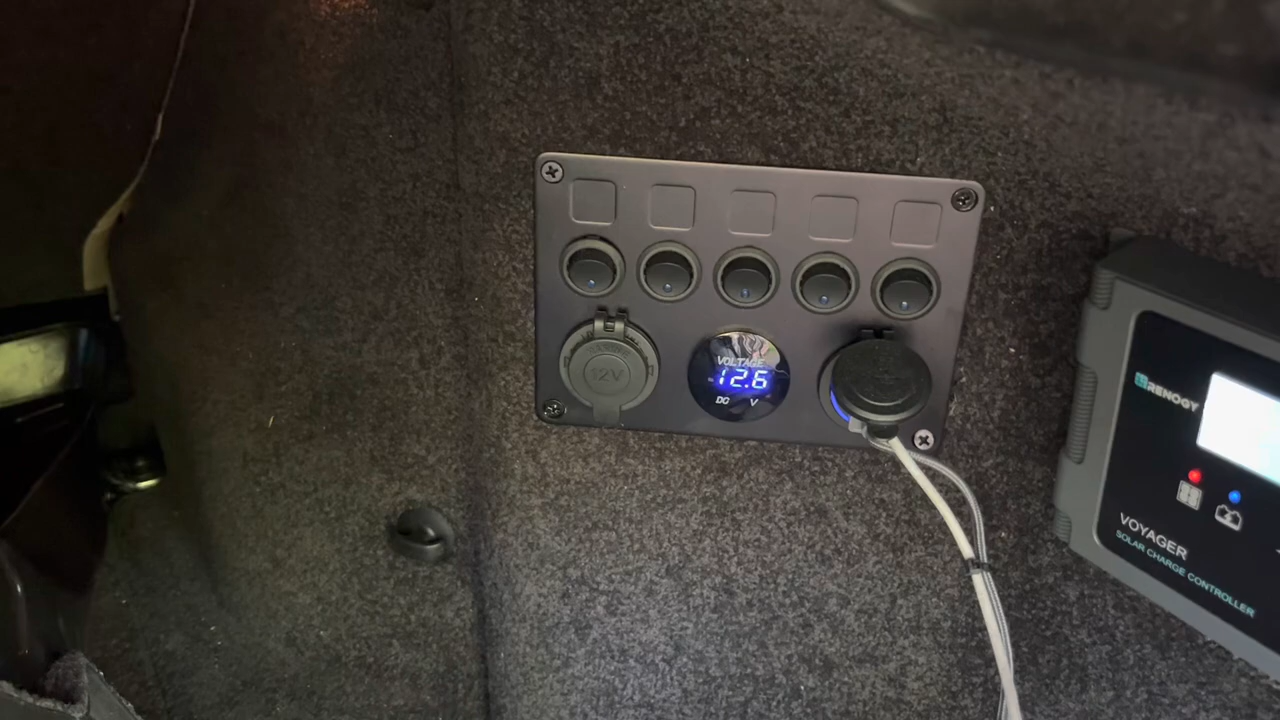 12V
VOLTAGE
12.6
DC V
RENOGY
VOYAGER
SOLAR CHARGE CONTROLLER